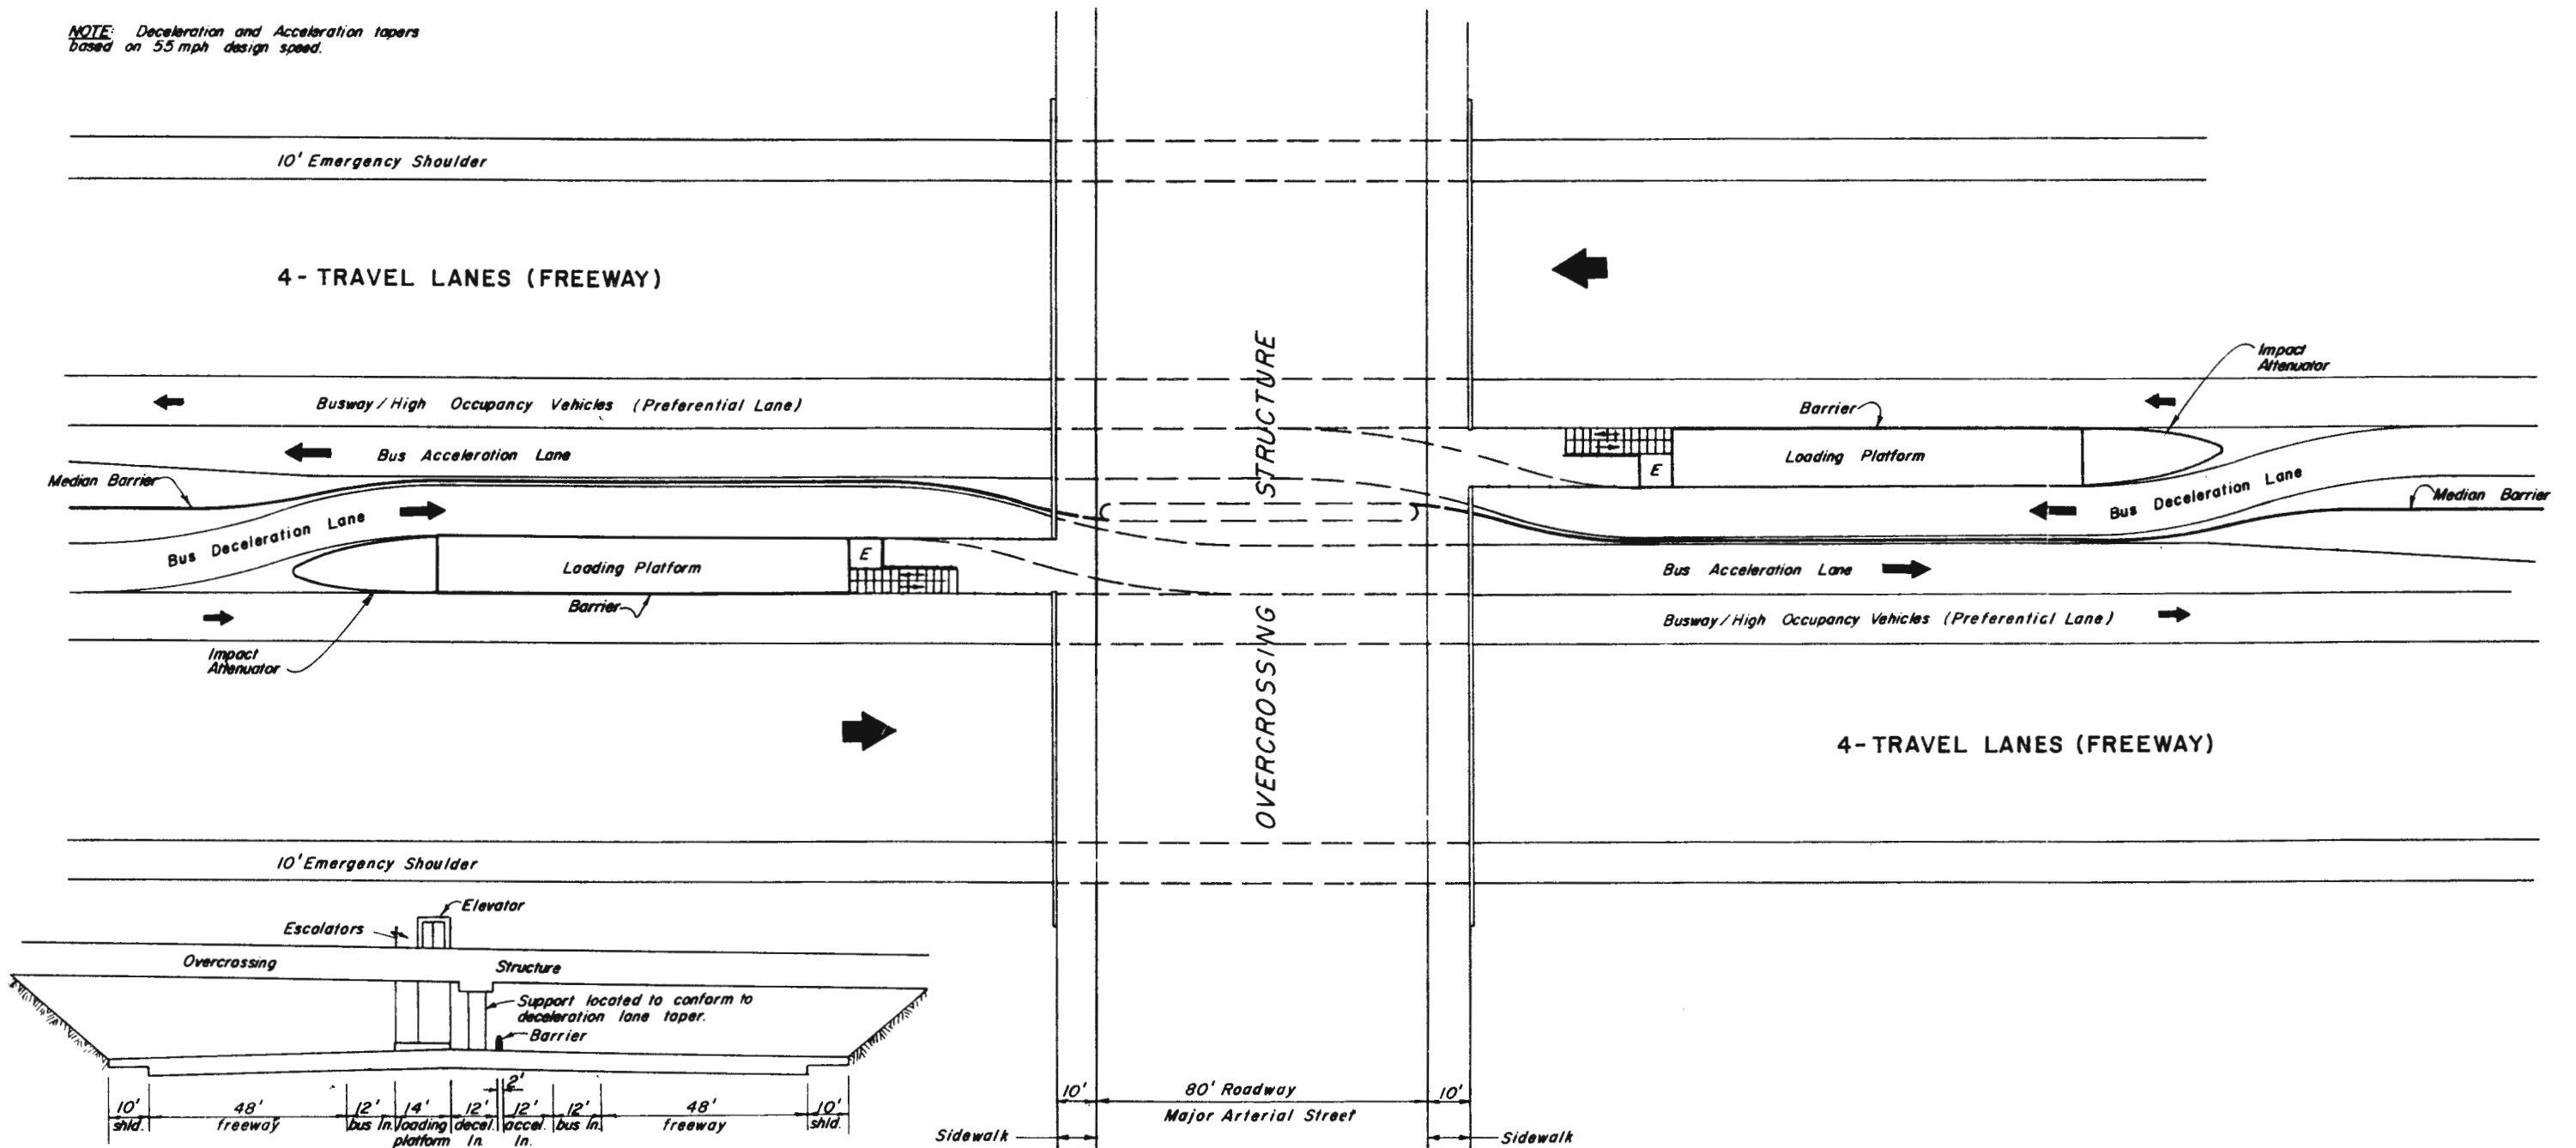 NOTE: Deceleration and Acceleration tapers
based on 55 mph design speed.
10' Emergency Shoulder
4- TRAVEL LANES (FREEWAY)
STRUCTURE
OVERCROSSING
Impact
Attenuator
Busway/High Occupancy Vehicles (Preferential Lane)
Barrier
Bus Acceleration Lane
Loading Platform
E
Median Barrier
Bus Deceleration Lane
Median Barrier
Bus Deceleration Lane
E
Loading Platform
Bus Acceleration Lane
Barrier
Busway/High Occupancy Vehicles (Preferential Lane)
Impact
Attenuator
4- TRAVEL LANES (FREEWAY)
10' Emergency Shoulder
Elevator
Escalators
Overcrossing Structure
Support located to conform to
deceleration lane taper.
Barrier
2'
10' 48' 12' 14' 12' 12' 12' 48' 10'
shld. freeway bus ln. loading decel. accel. bus ln. freeway shld.
platform ln. ln.
10' 80' Roadway 10'
Major Arterial Street
Sidewalk Sidewalk